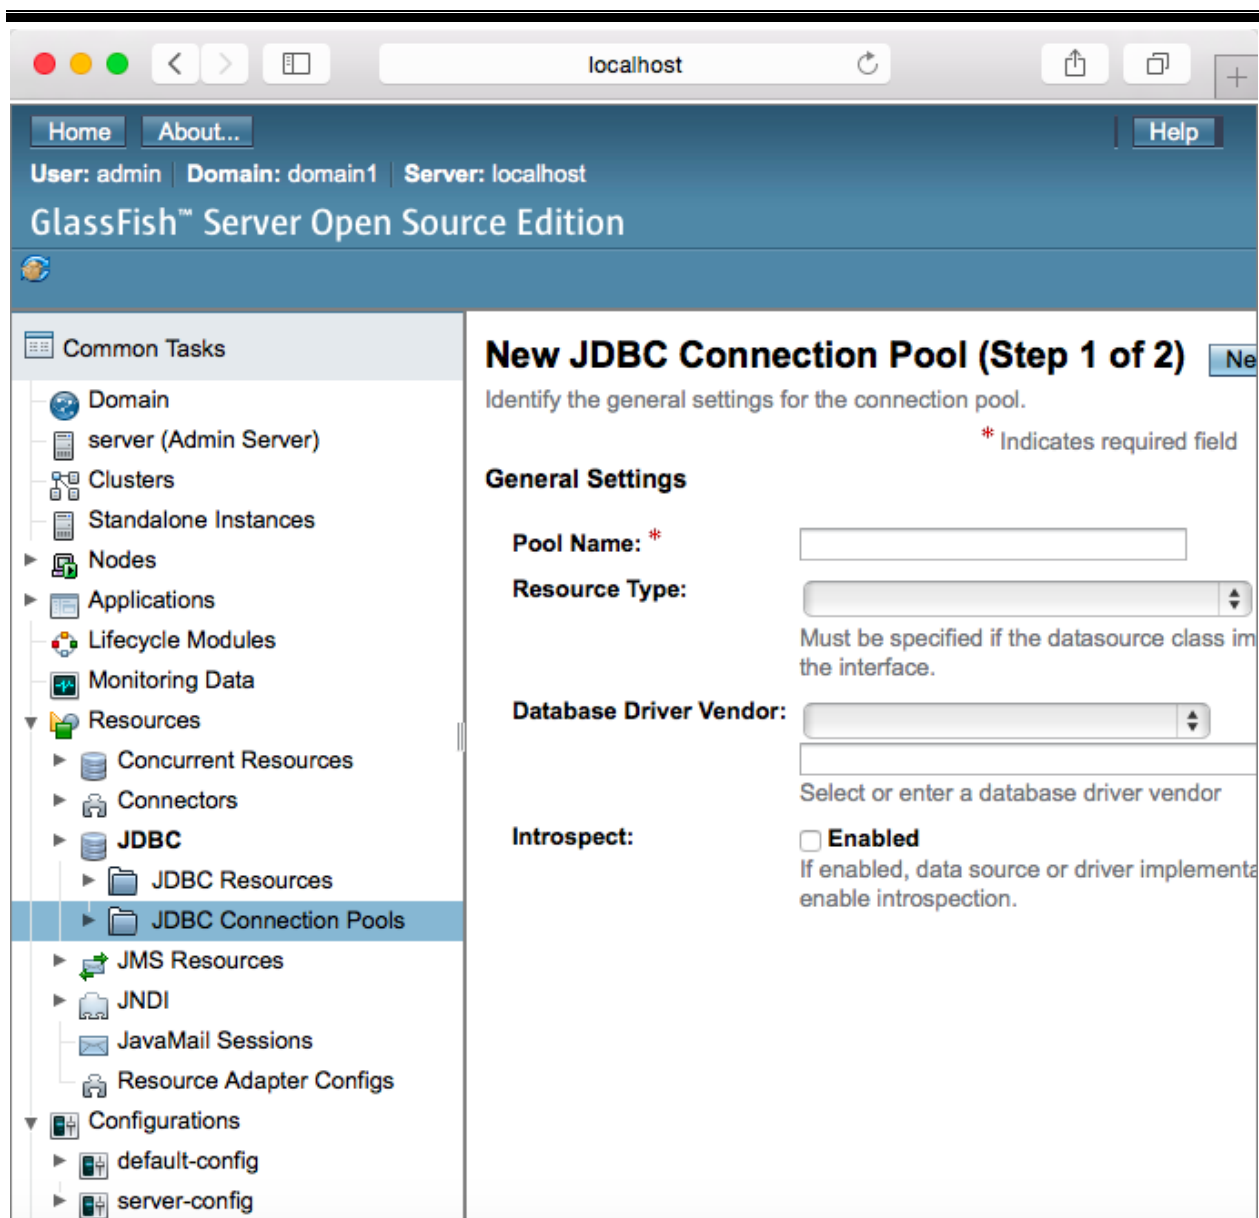 localhost
Home About... Help
User: admin Domain: domain1 Server: localhost
GlassFish™ Server Open Source Edition
Common Tasks
Domain
server (Admin Server)
Clusters
Standalone Instances
Nodes
Applications
Lifecycle Modules
Monitoring Data
Resources
Concurrent Resources
Connectors
JDBC
JDBC Resources
JDBC Connection Pools
JMS Resources
JNDI
JavaMail Sessions
Resource Adapter Configs
Configurations
default-config
server-config
New JDBC Connection Pool (Step 1 of 2) Ne
Identify the general settings for the connection pool.
* Indicates required field
General Settings
Pool Name: *
Resource Type:
Must be specified if the datasource class im
the interface.
Database Driver Vendor:
Select or enter a database driver vendor
Introspect: Enabled
If enabled, data source or driver implementa
enable introspection.